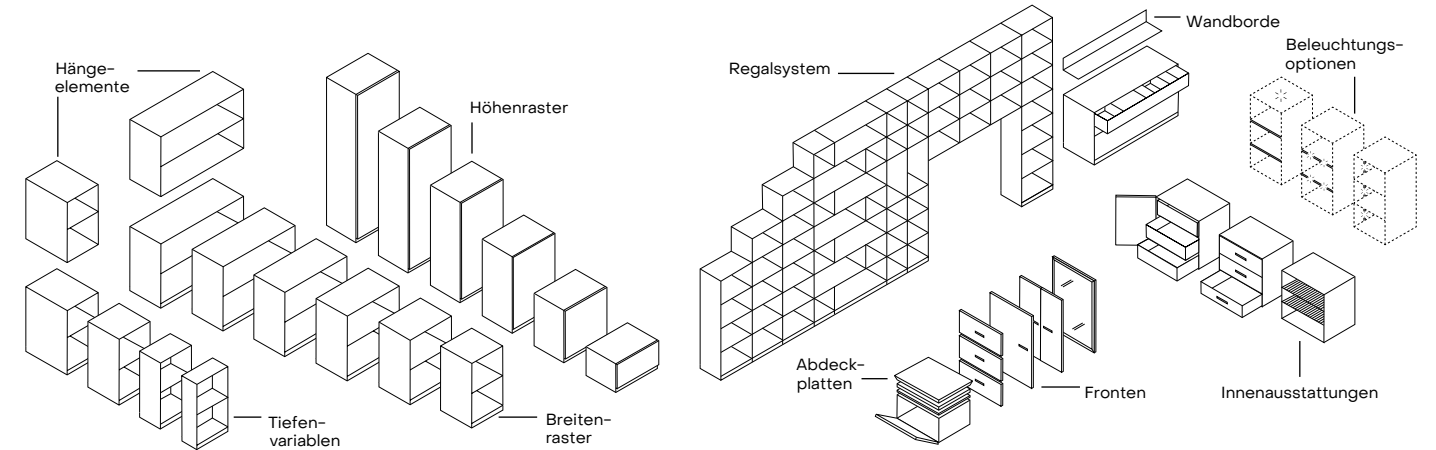 Hänge-
elemente
Höhenraster
Tiefen-
variablen
Breiten-
raster
Regalsystem
Wandborde
Beleuchtungs-
optionen
Abdeck-
platten
Fronten
Innenausstattungen